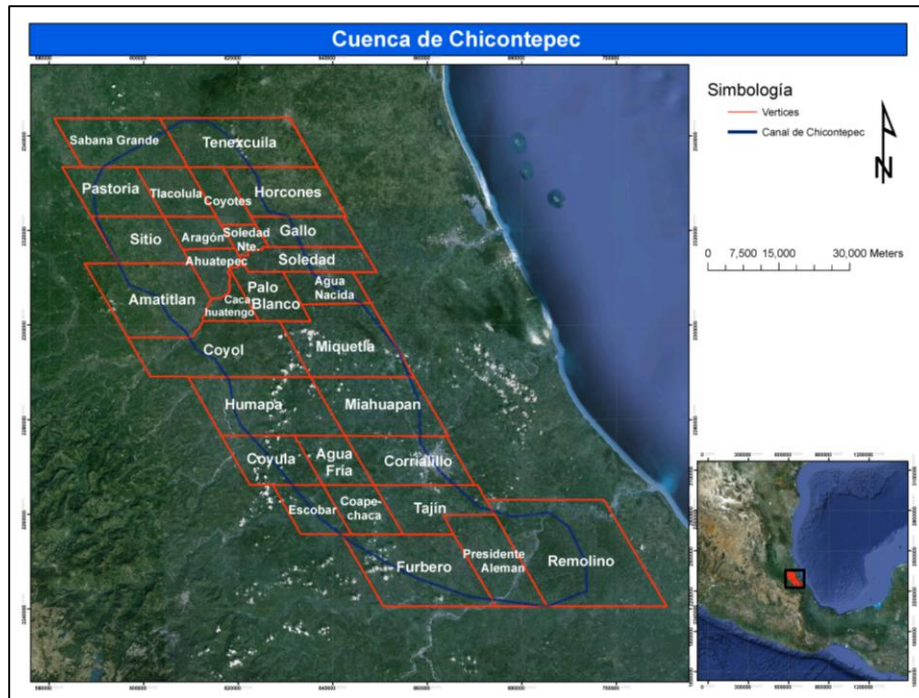 Cuenca de Chicontepec
Sabana Grande
Tenexcuila
Pastoria
Tlacolula
Coyotes
Horcones
Sitio
Aragón
Soledad
Nte.
Gallo
Ahuatepec
Soledad
Amatitlan
Palo
Blanco
Agua
Nacida
Caca
huatengo
Coyol
Miquetla
Humapa
Miahuapan
Coyula
Agua
Fria
Corralillo
Escobar
Coape-
chaca
Tajín
Furbero
Presidente
Aleman
Remolino
Simbología
Vertices
Canal de Chicontepec
N
0 7,500 15,000 30,000 Meters